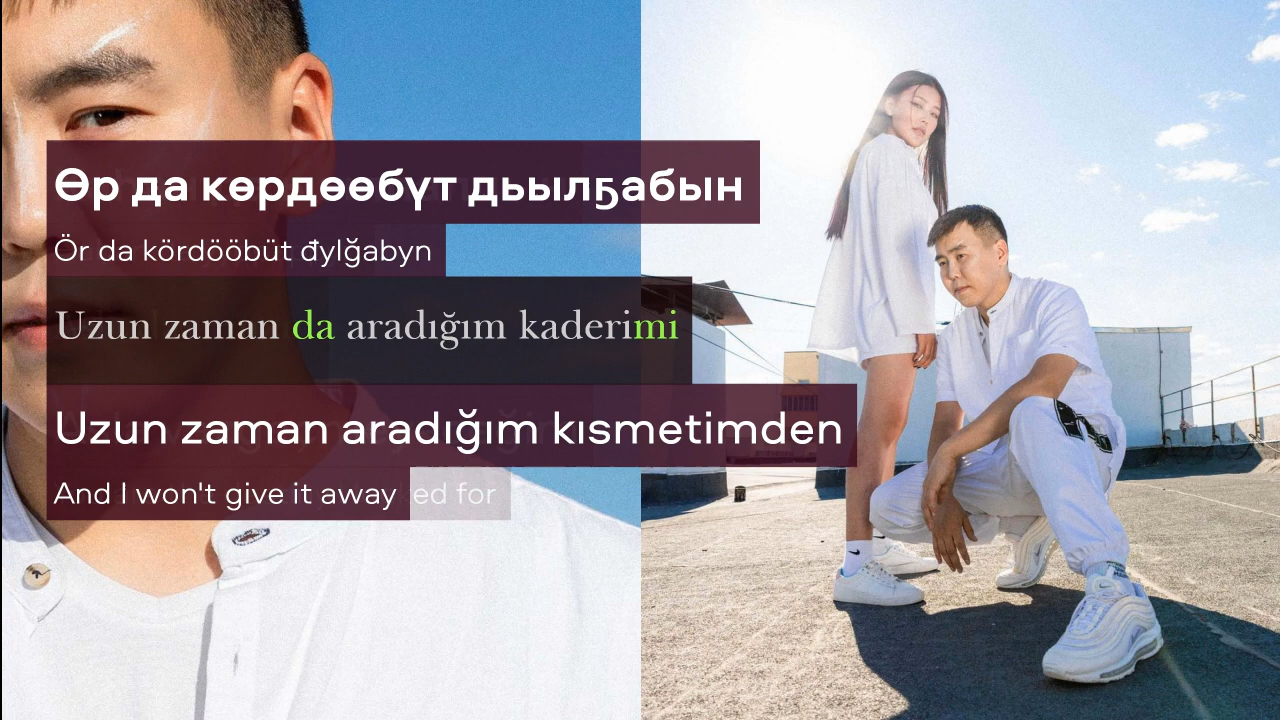 Өр да көрдөөбүт дьылҕабын
Ör da kördööbüt đylğabyn
Uzun zaman da aradığım kaderimi
Uzun zaman aradığım kısmetimden
And I won't give it away ed for